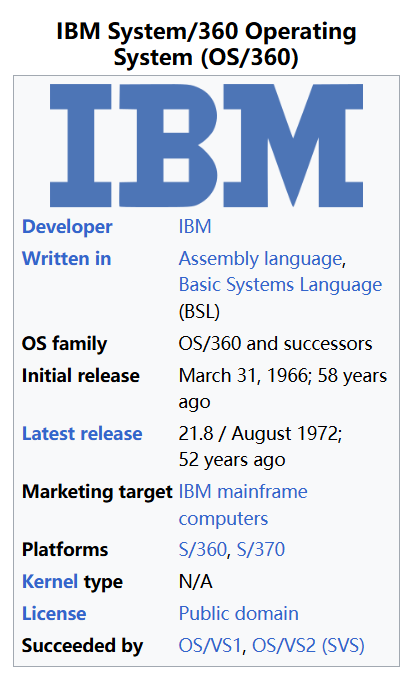 IBM System/360 Operating
System (OS/360)
IBM
Developer IBM
Written in Assembly language,
Basic Systems Language
(BSL)
OS family OS/360 and successors
Initial release March 31, 1966; 58 years
ago
Latest release 21.8 / August 1972;
52 years ago
Marketing target IBM mainframe
computers
Platforms S/360, S/370
Kernel type N/A
License Public domain
Succeeded by OS/VS1, OS/VS2 (SVS)